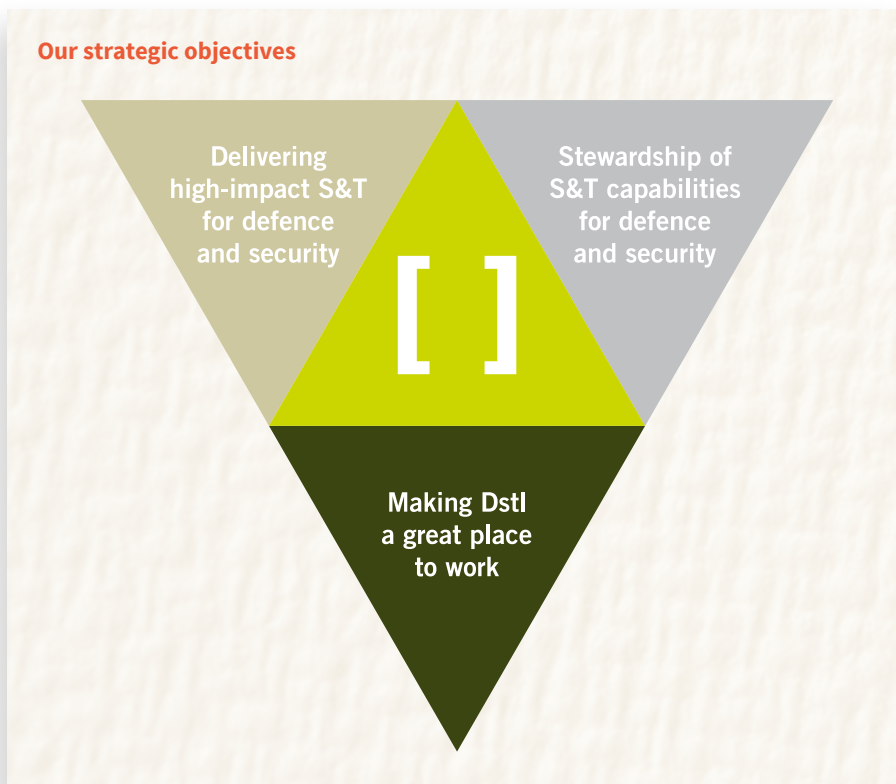 Our strategic objectives
Delivering
high-impact S&T
for defence
and security
Stewardship of
S&T capabilities
for defence
and security
[ ]
Making Dstl
a great place
to work